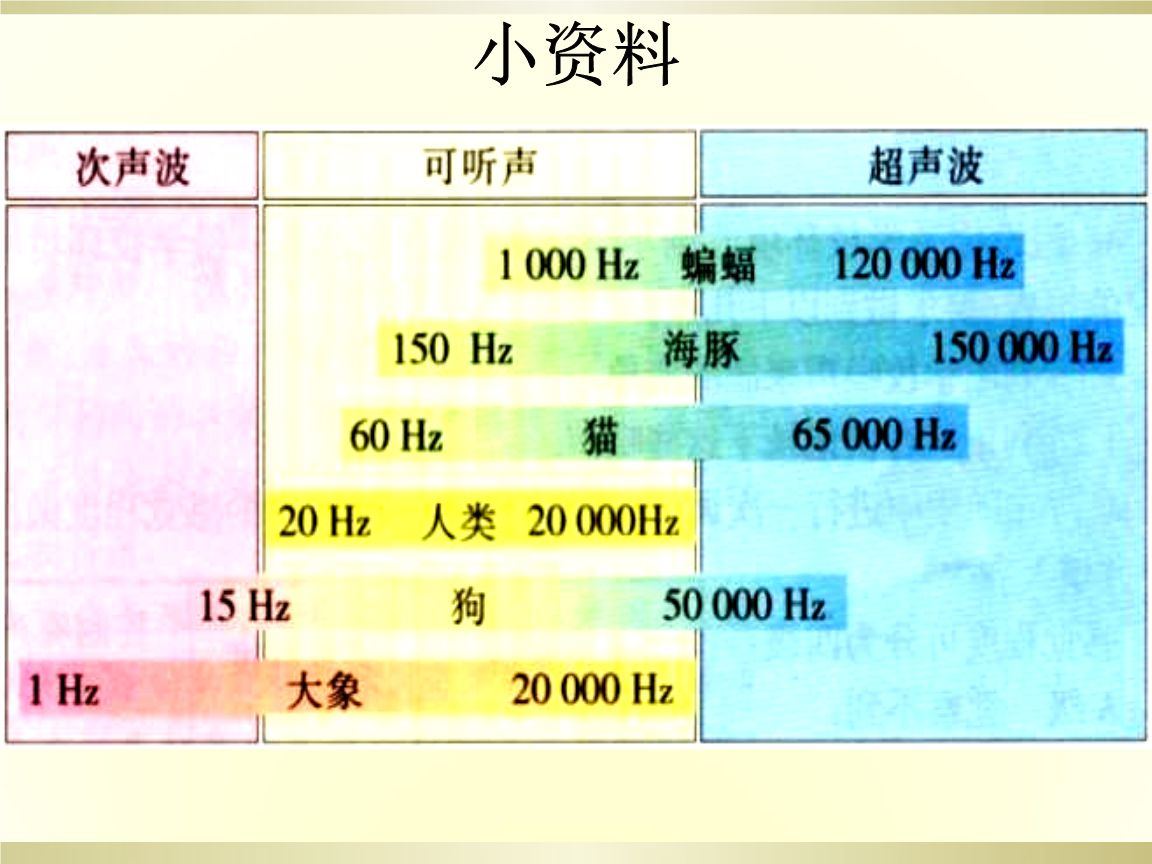 小资料
次声波 可听声 超声波
1 000 Hz 蝙蝠 120 000 Hz
150 Hz 海豚 150 000 Hz
60 Hz 猫 65 000 Hz
20 Hz 人类 20 000Hz
15 Hz 狗 50 000 Hz
1 Hz 大象 20 000 Hz